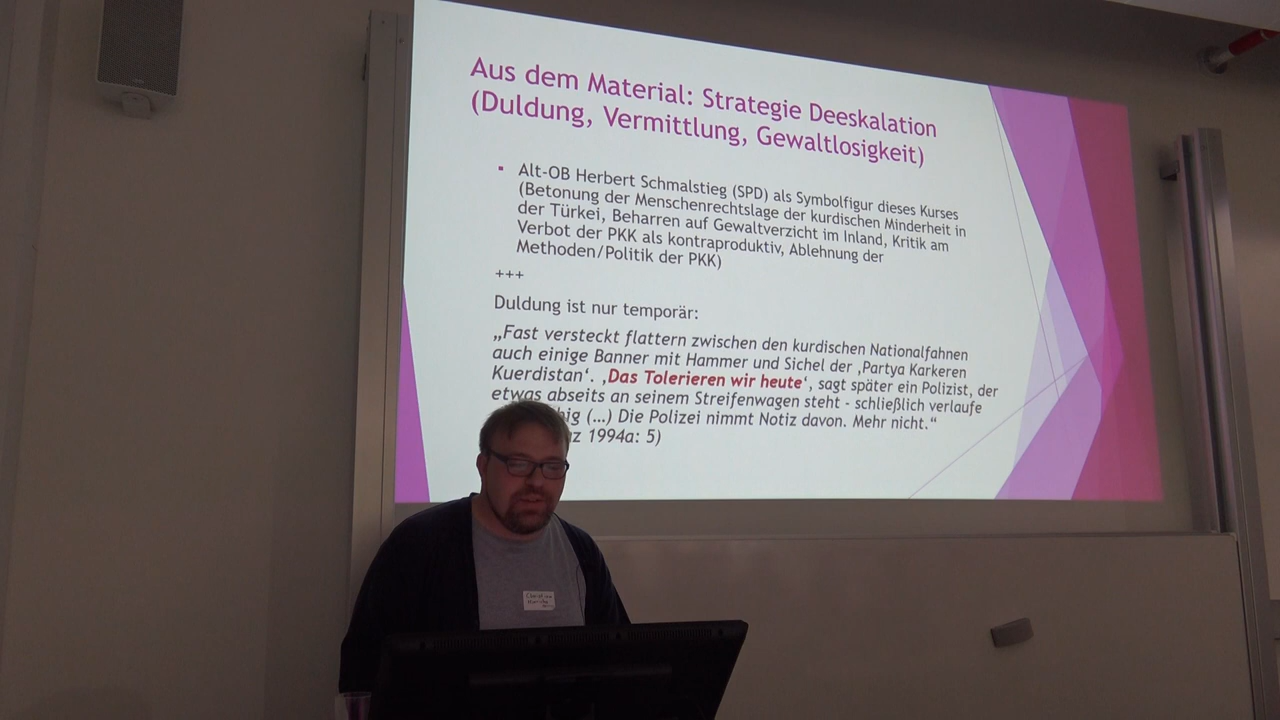 Aus dem Material: Strategie Deeskalation
(Duldung, Vermittlung, Gewaltlosigkeit)
▪ Alt-OB Herbert Schmalstieg (SPD) als Symbolfigur dieses Kurses
(Betonung der Menschenrechtslage der kurdischen Minderheit in
der Türkei, Beharren auf Gewaltverzicht im Inland, Kritik am
Verbot der PKK als kontraproduktiv, Ablehnung der
Methoden/Politik der PKK)
+++
Duldung ist nur temporär:
„Fast versteckt flattern zwischen den kurdischen Nationalfahnen
auch einige Banner mit Hammer und Sichel der ‚Partya Karkeren
Kuerdistan‘. ‚Das Tolerieren wir heute‘, sagt später ein Polizist, der
etwas abseits an seinem Streifenwagen steht - schließlich verlaufe
(…) Die Polizei nimmt Notiz davon. Mehr nicht.“
1994a: 5)